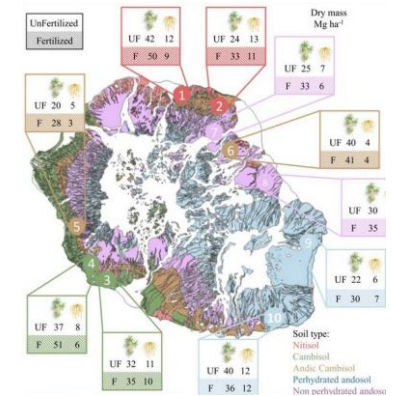 UnFertilized
Fertilized
Dry mass
Mg ha⁻¹
UF 42 12
F 50 9
UF 24 13
F 33 11
UF 25 7
F 33 6
UF 20 5
F 28 3
UF 40 4
F 41 4
UF 30
F 35
UF 22 6
F 30 7
UF 37 8
F 51 6
UF 32 11
F 35 10
UF 40 12
F 36 12
1
2
7
6
5
4
3
9
10
Soil type:
Nitisol
Cambisol
Andic Cambisol
Perhydrated andosol
Non perhydrated andosol